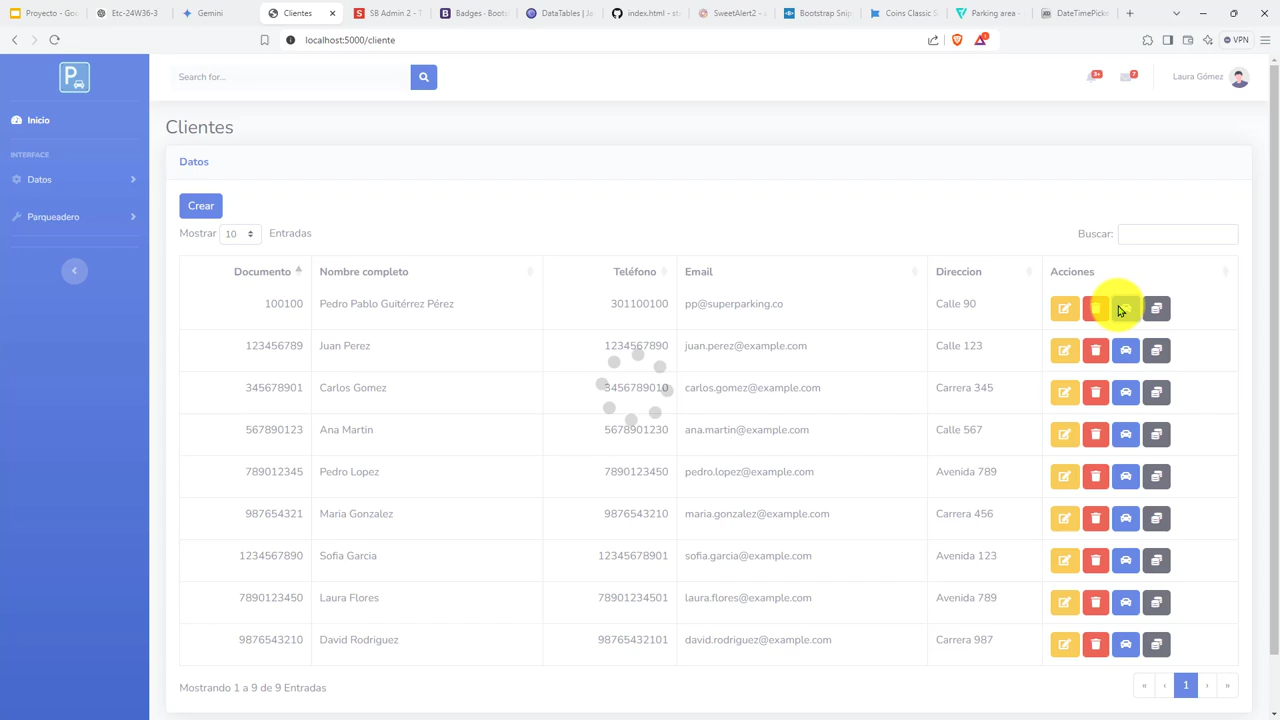 Proyecto - Goo
Etc-24W36-3
Gemini
Clientes
SB Admin 2 - T
Badges · Boots
DataTables | Ja
index.html - sta
SweetAlert2 - a
Bootstrap Snip
Coins Classic S
Parking area -
DateTimePicke
localhost:5000/cliente
VPN
P
Search for...
3+
7
Laura Gómez
Inicio
INTERFACE
Datos
Parqueadero
Clientes
Datos
Crear
Mostrar 10 Entradas
Buscar:
Documento Nombre completo Teléfono Email Direccion Acciones
100100 Pedro Pablo Guitérrez Pérez 301100100 pp@superparking.co Calle 90
123456789 Juan Perez 1234567890 juan.perez@example.com Calle 123
345678901 Carlos Gomez 3456789010 carlos.gomez@example.com Carrera 345
567890123 Ana Martin 5678901230 ana.martin@example.com Calle 567
789012345 Pedro Lopez 7890123450 pedro.lopez@example.com Avenida 789
987654321 Maria Gonzalez 9876543210 maria.gonzalez@example.com Carrera 456
1234567890 Sofia Garcia 12345678901 sofia.garcia@example.com Avenida 123
7890123450 Laura Flores 78901234501 laura.flores@example.com Avenida 789
9876543210 David Rodriguez 98765432101 david.rodriguez@example.com Carrera 987
Mostrando 1 a 9 de 9 Entradas
« ‹ 1 › »